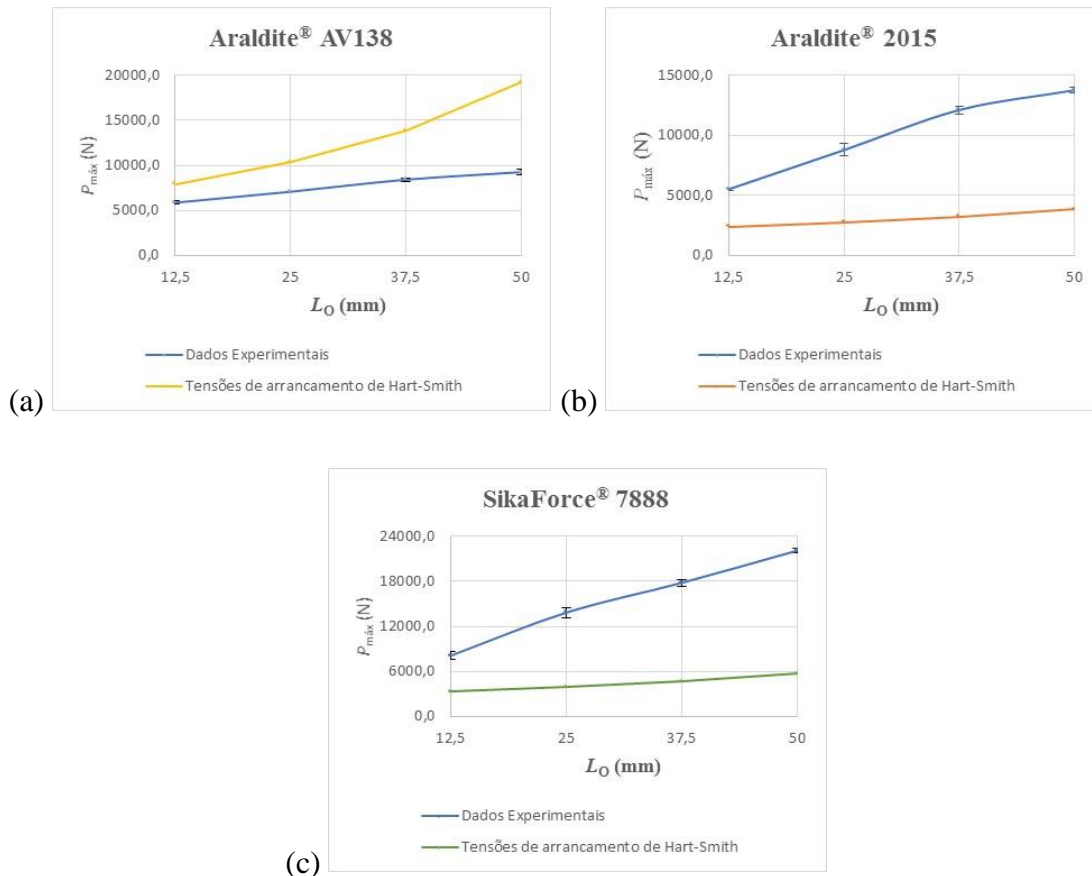 Araldite® AV138
20000,0
15000,0
10000,0
5000,0
0,0
Pmáx (N)
12,5 25 37,5 50
LO (mm)
Dados Experimentais
Tensões de arrancamento de Hart-Smith
(a)
Araldite® 2015
15000,0
10000,0
5000,0
0,0
Pmáx (N)
12,5 25 37,5 50
LO (mm)
Dados Experimentais
Tensões de arrancamento de Hart-Smith
(b)
SikaForce® 7888
24000,0
18000,0
12000,0
6000,0
0,0
Pmáx (N)
12,5 25 37,5 50
LO (mm)
Dados Experimentais
Tensões de arrancamento de Hart-Smith
(c)